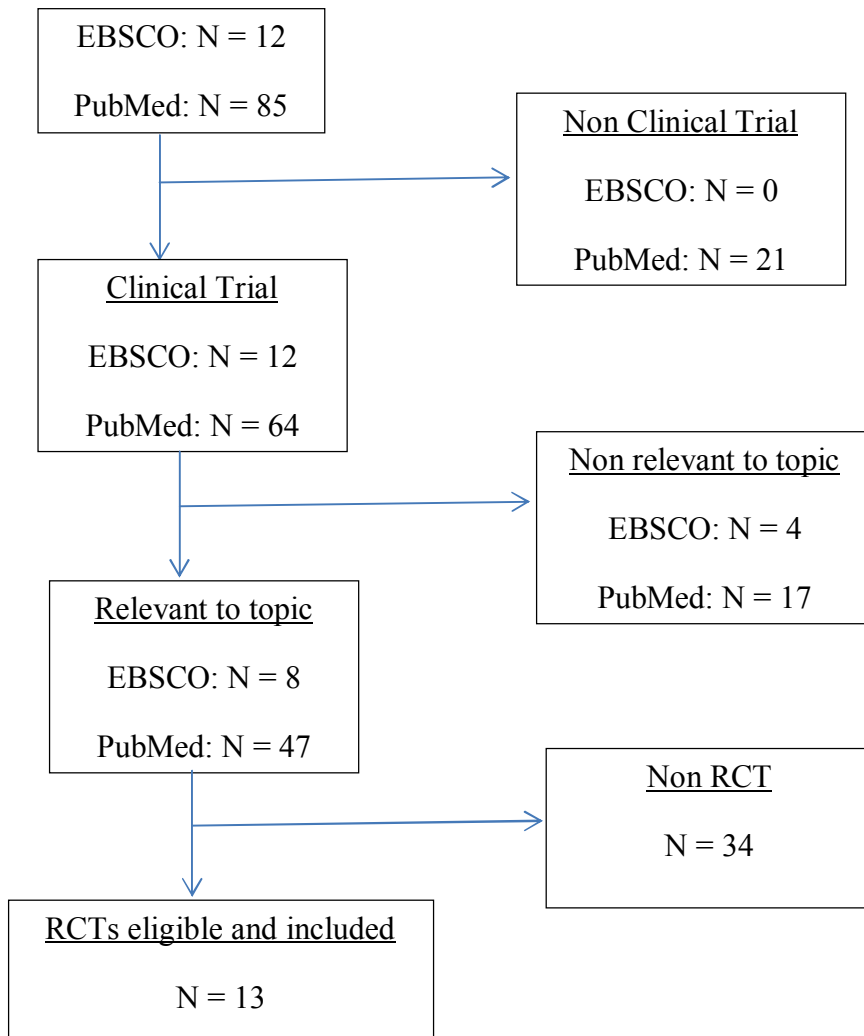 EBSCO: N = 12
PubMed: N = 85
Non Clinical Trial
EBSCO: N = 0
PubMed: N = 21
Clinical Trial
EBSCO: N = 12
PubMed: N = 64
Non relevant to topic
EBSCO: N = 4
PubMed: N = 17
Relevant to topic
EBSCO: N = 8
PubMed: N = 47
Non RCT
N = 34
RCTs eligible and included
N = 13